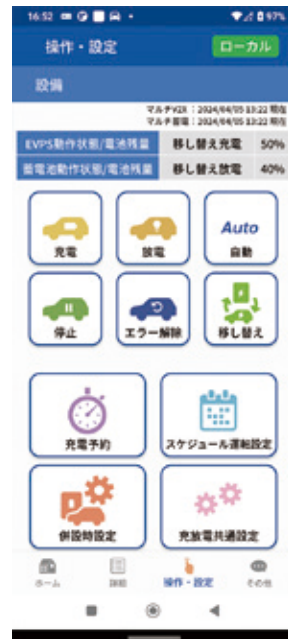 16:52
97%
操作・設定
ローカル
設備
マルチV2X：2024/04/05 13:22 現在
マルチ蓄電：2024/04/05 13:22 現在
EVPS動作状態/電池残量 移し替え充電 50%
蓄電池動作状態/電池残量 移し替え放電 40%
充電 放電 Auto 自動
停止 エラー解除 移し替え
充電予約 スケジュール運転設定
併設時設定 充放電共通設定
ホーム 詳細 操作・設定 その他